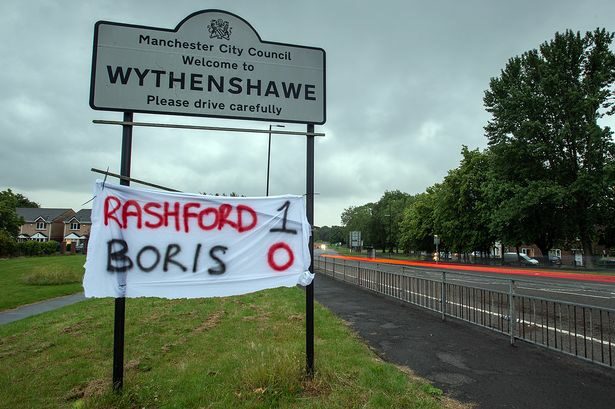 Manchester City Council
Welcome to
WYTHENSHAWE
Please drive carefully
RASHFORD 1
BORIS 0